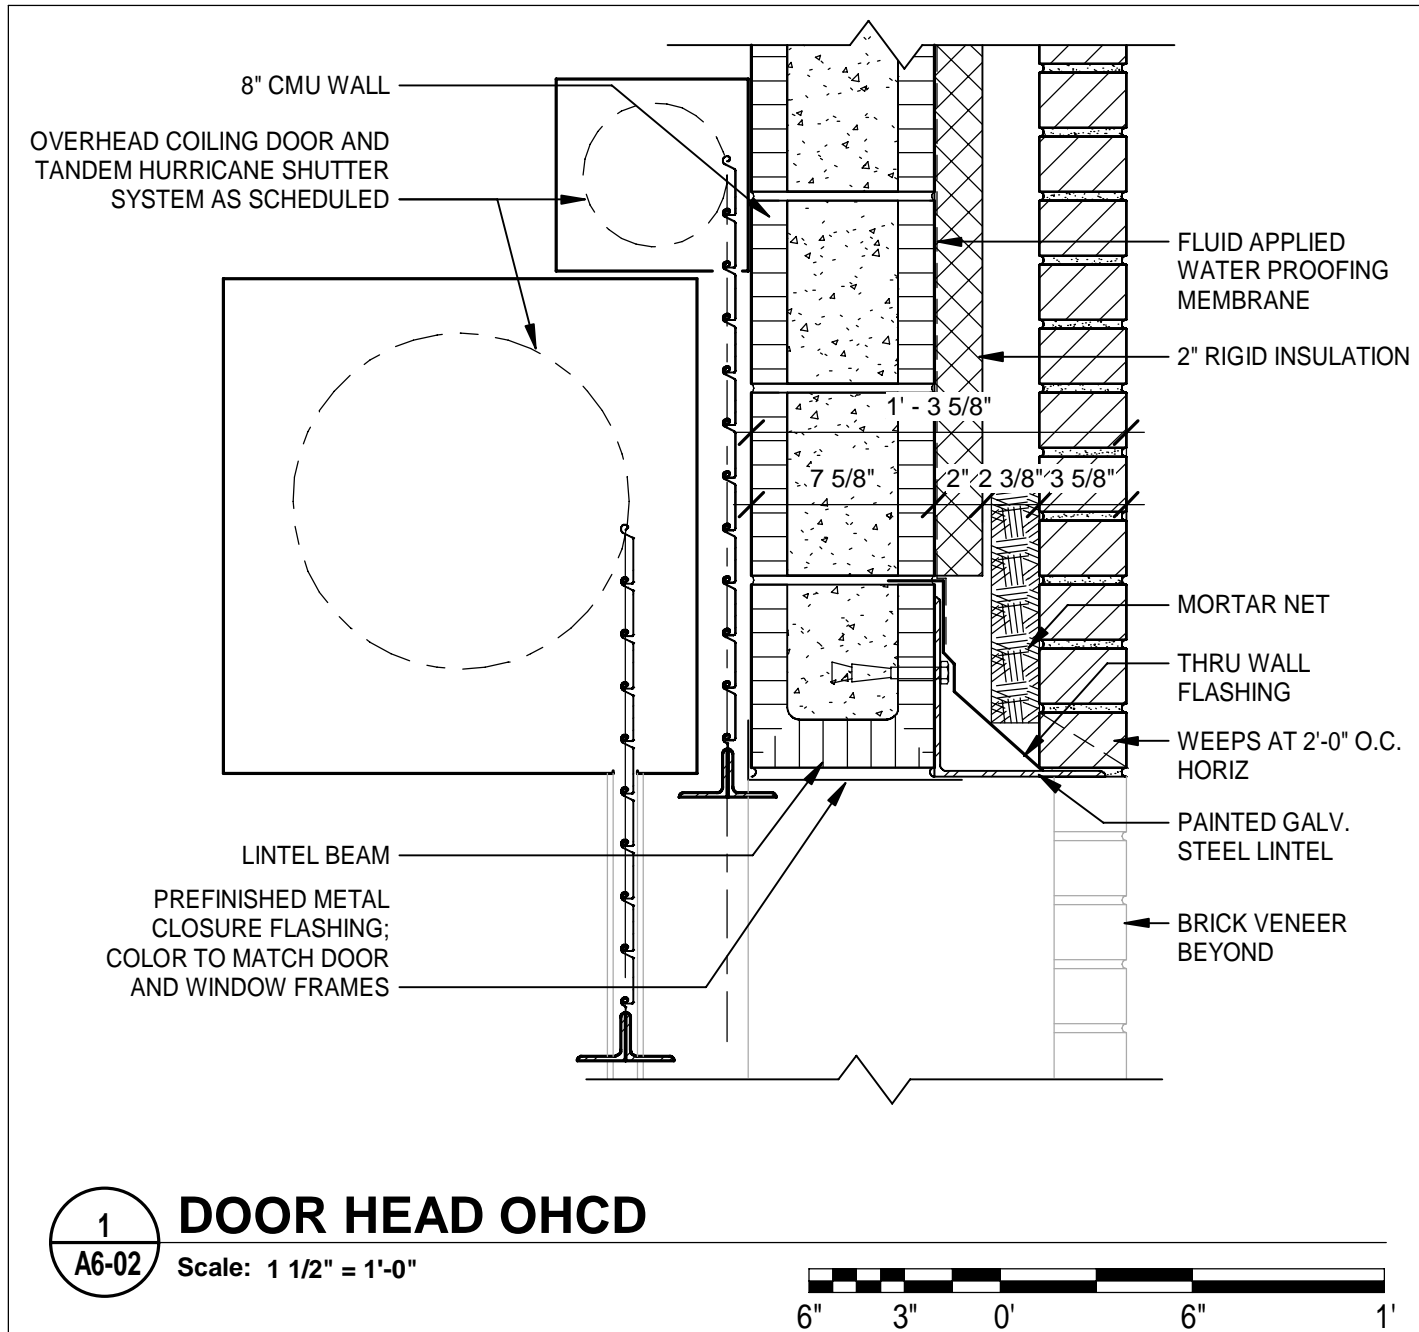 8" CMU WALL
OVERHEAD COILING DOOR AND
TANDEM HURRICANE SHUTTER
SYSTEM AS SCHEDULED
FLUID APPLIED
WATER PROOFING
MEMBRANE
2" RIGID INSULATION
1' - 3 5/8"
7 5/8" 2" 2 3/8" 3 5/8"
MORTAR NET
THRU WALL
FLASHING
WEEPS AT 2'-0" O.C.
HORIZ
PAINTED GALV.
STEEL LINTEL
LINTEL BEAM
PREFINISHED METAL
CLOSURE FLASHING;
COLOR TO MATCH DOOR
AND WINDOW FRAMES
BRICK VENEER
BEYOND
1
A6-02
DOOR HEAD OHCD
Scale: 1 1/2" = 1'-0"
6" 3" 0' 6" 1'